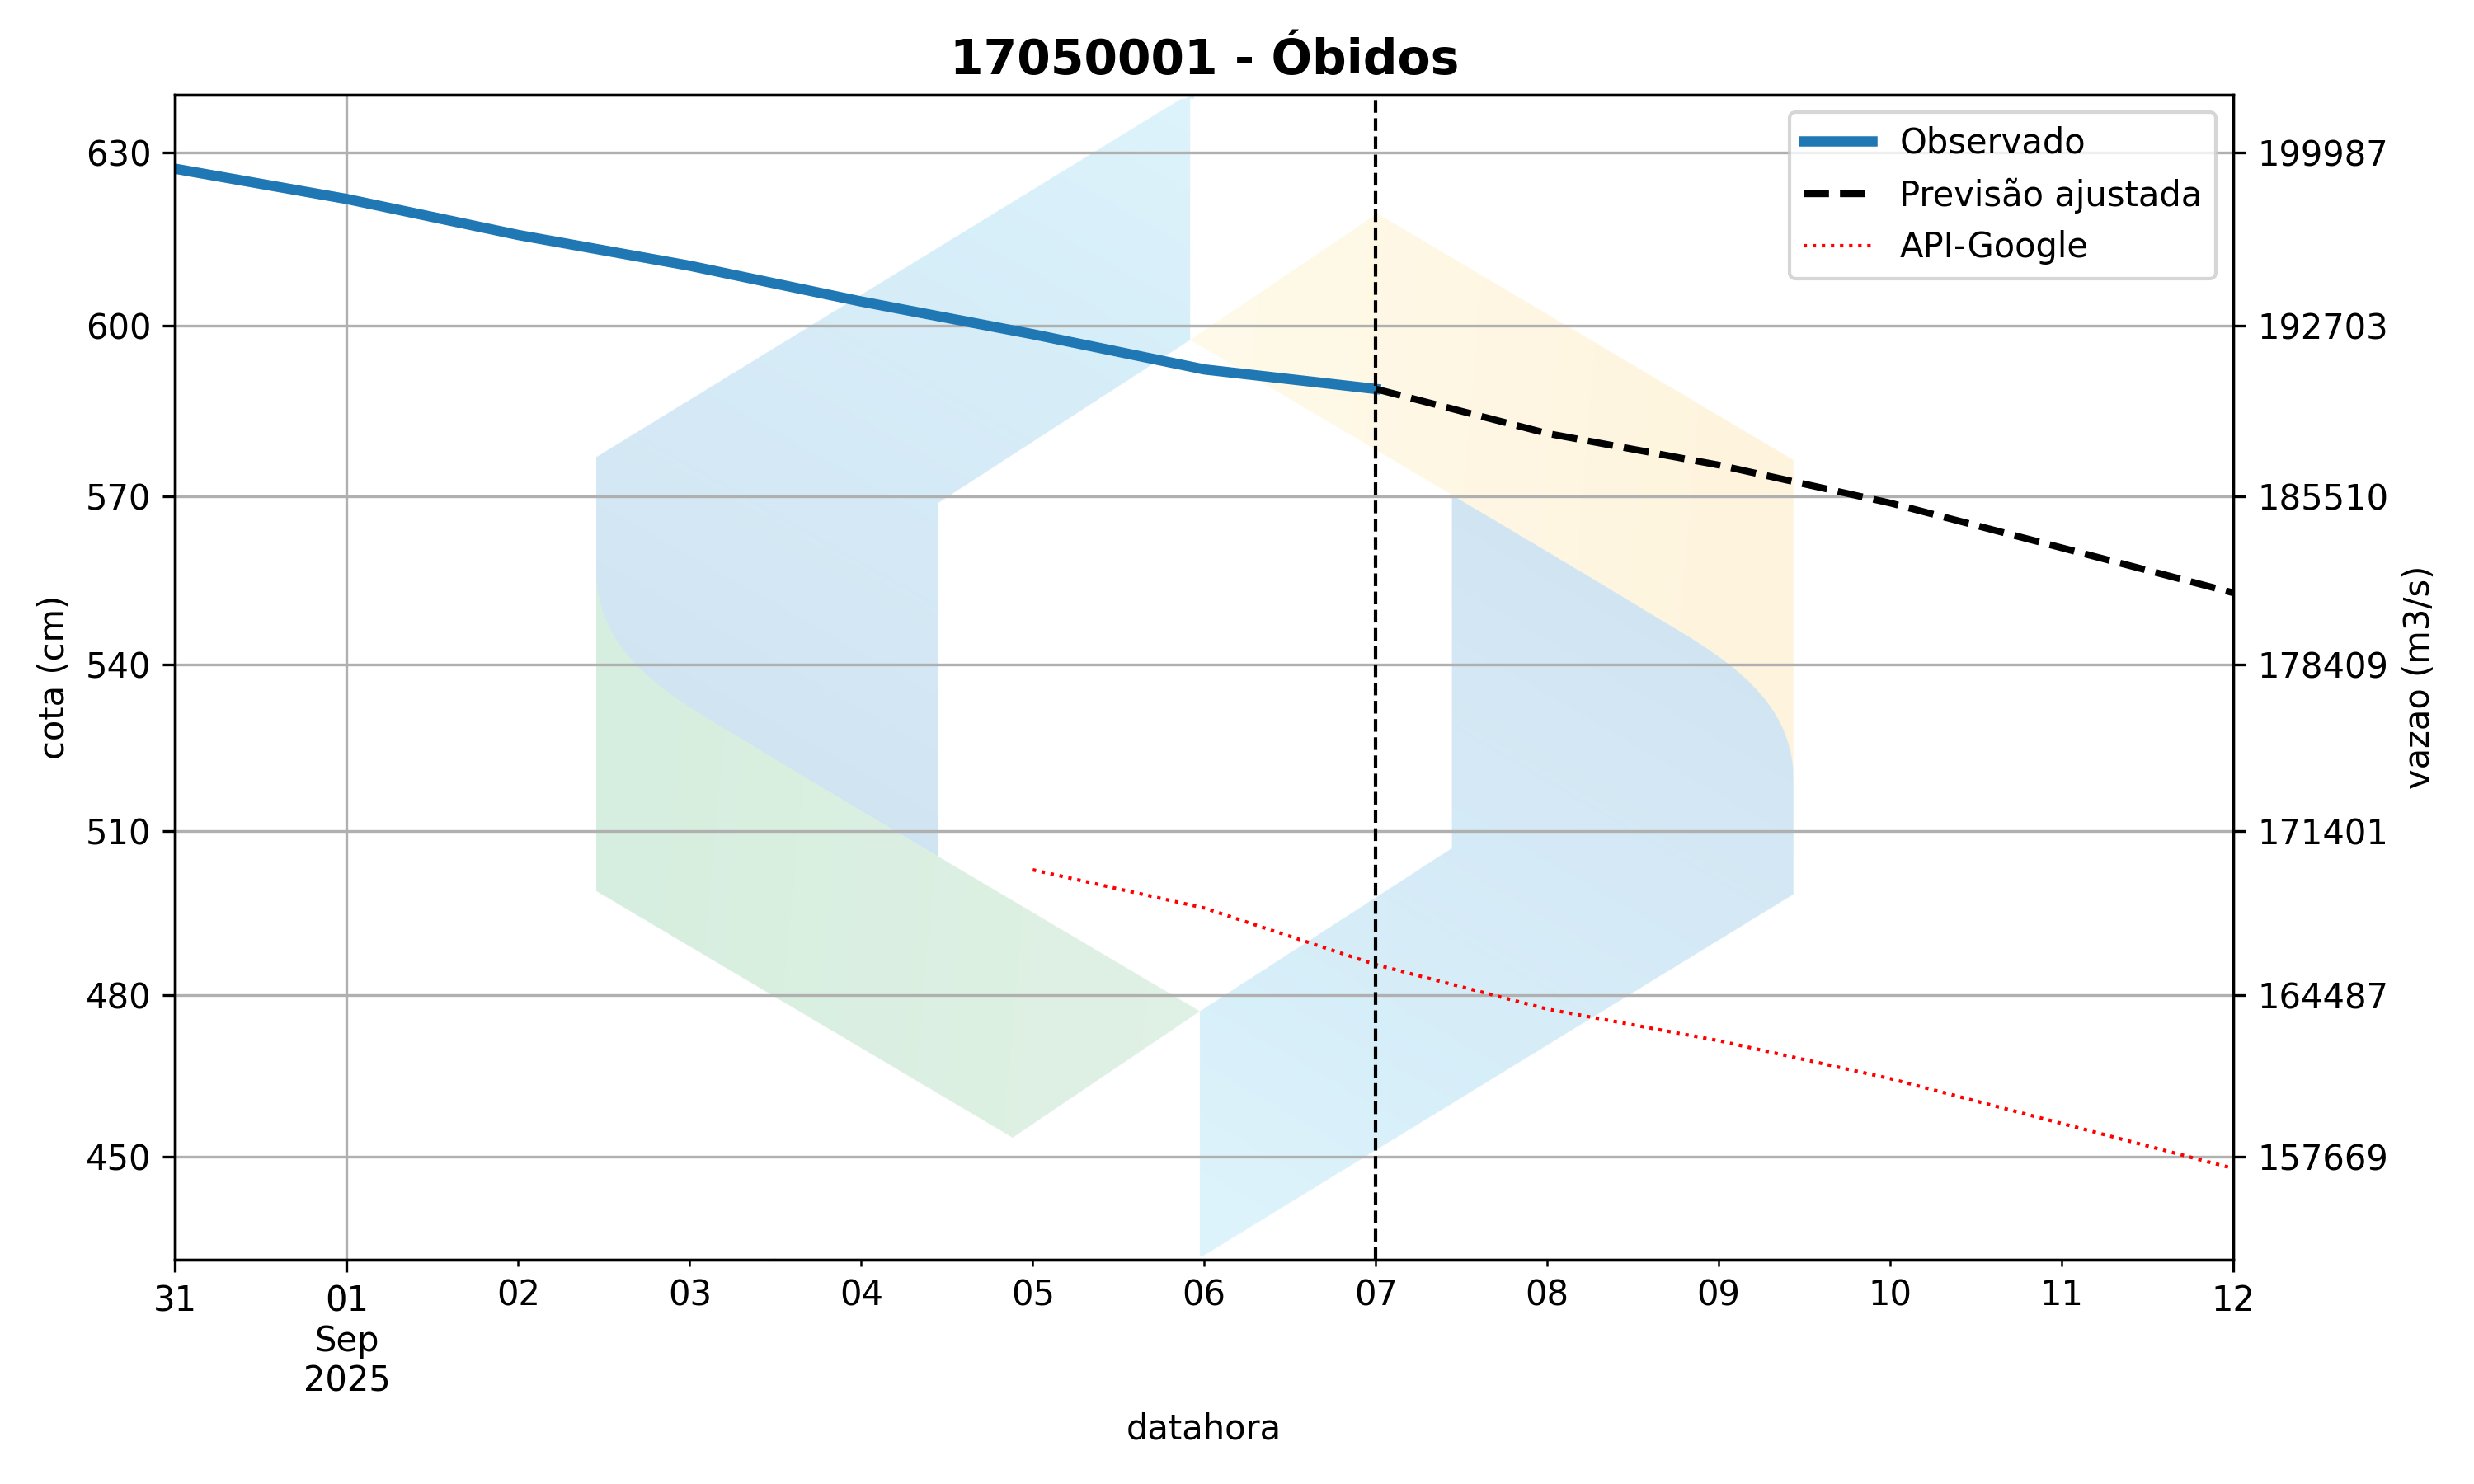 17050001 - Óbidos
Observado
Previsão ajustada
API-Google
630
600
570
540
510
480
450
cota (cm)
199987
192703
185510
178409
171401
164487
157669
vazao (m3/s)
31 01 02 03 04 05 06 07 08 09 10 11 12
Sep
2025
datahora